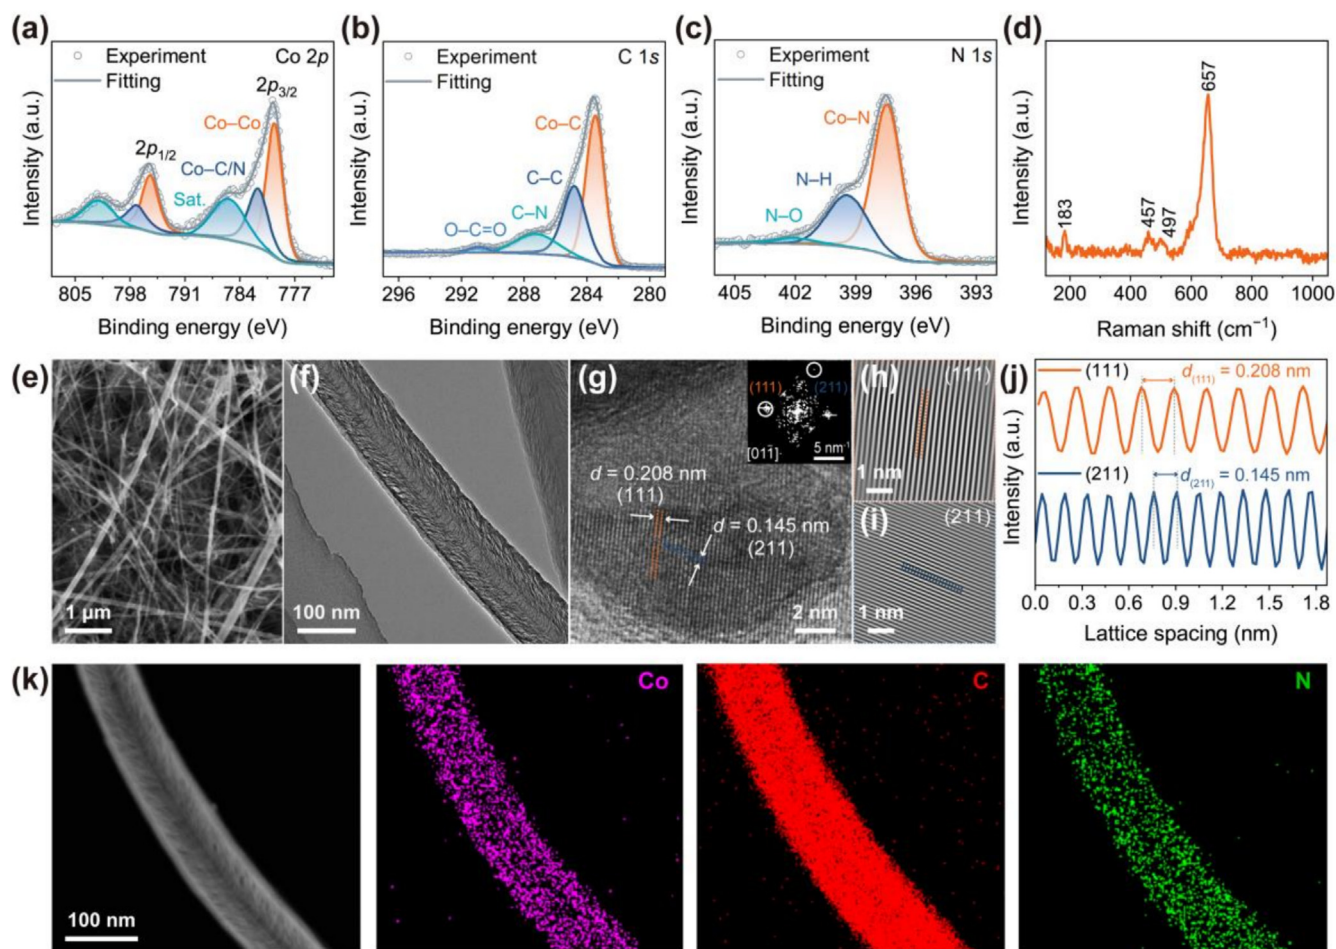 (a)
Experiment
Fitting
Co 2p
2p3/2
Co–Co
2p1/2
Co–C/N
Sat.
Intensity (a.u.)
805 798 791 784 777
Binding energy (eV)
(b)
Experiment
Fitting
C 1s
Co–C
C–C
C–N
O–C=O
Intensity (a.u.)
296 292 288 284 280
Binding energy (eV)
(c)
Experiment
Fitting
N 1s
Co–N
N–H
N–O
Intensity (a.u.)
405 402 399 396 393
Binding energy (eV)
(d)
657
183
457
497
Intensity (a.u.)
200 400 600 800 1000
Raman shift (cm−1)
(e)
1 μm
(f)
100 nm
(g)
(111)
(211)
[011̄]
5 nm-1
d = 0.208 nm
(111)
d = 0.145 nm
(211)
2 nm
(h)
(111)
1 nm
(i)
(211)
1 nm
(j)
(111)
d(111) = 0.208 nm
(211)
d(211) = 0.145 nm
Intensity (a.u.)
0.0 0.3 0.6 0.9 1.2 1.5 1.8
Lattice spacing (nm)
(k)
100 nm
Co
C
N